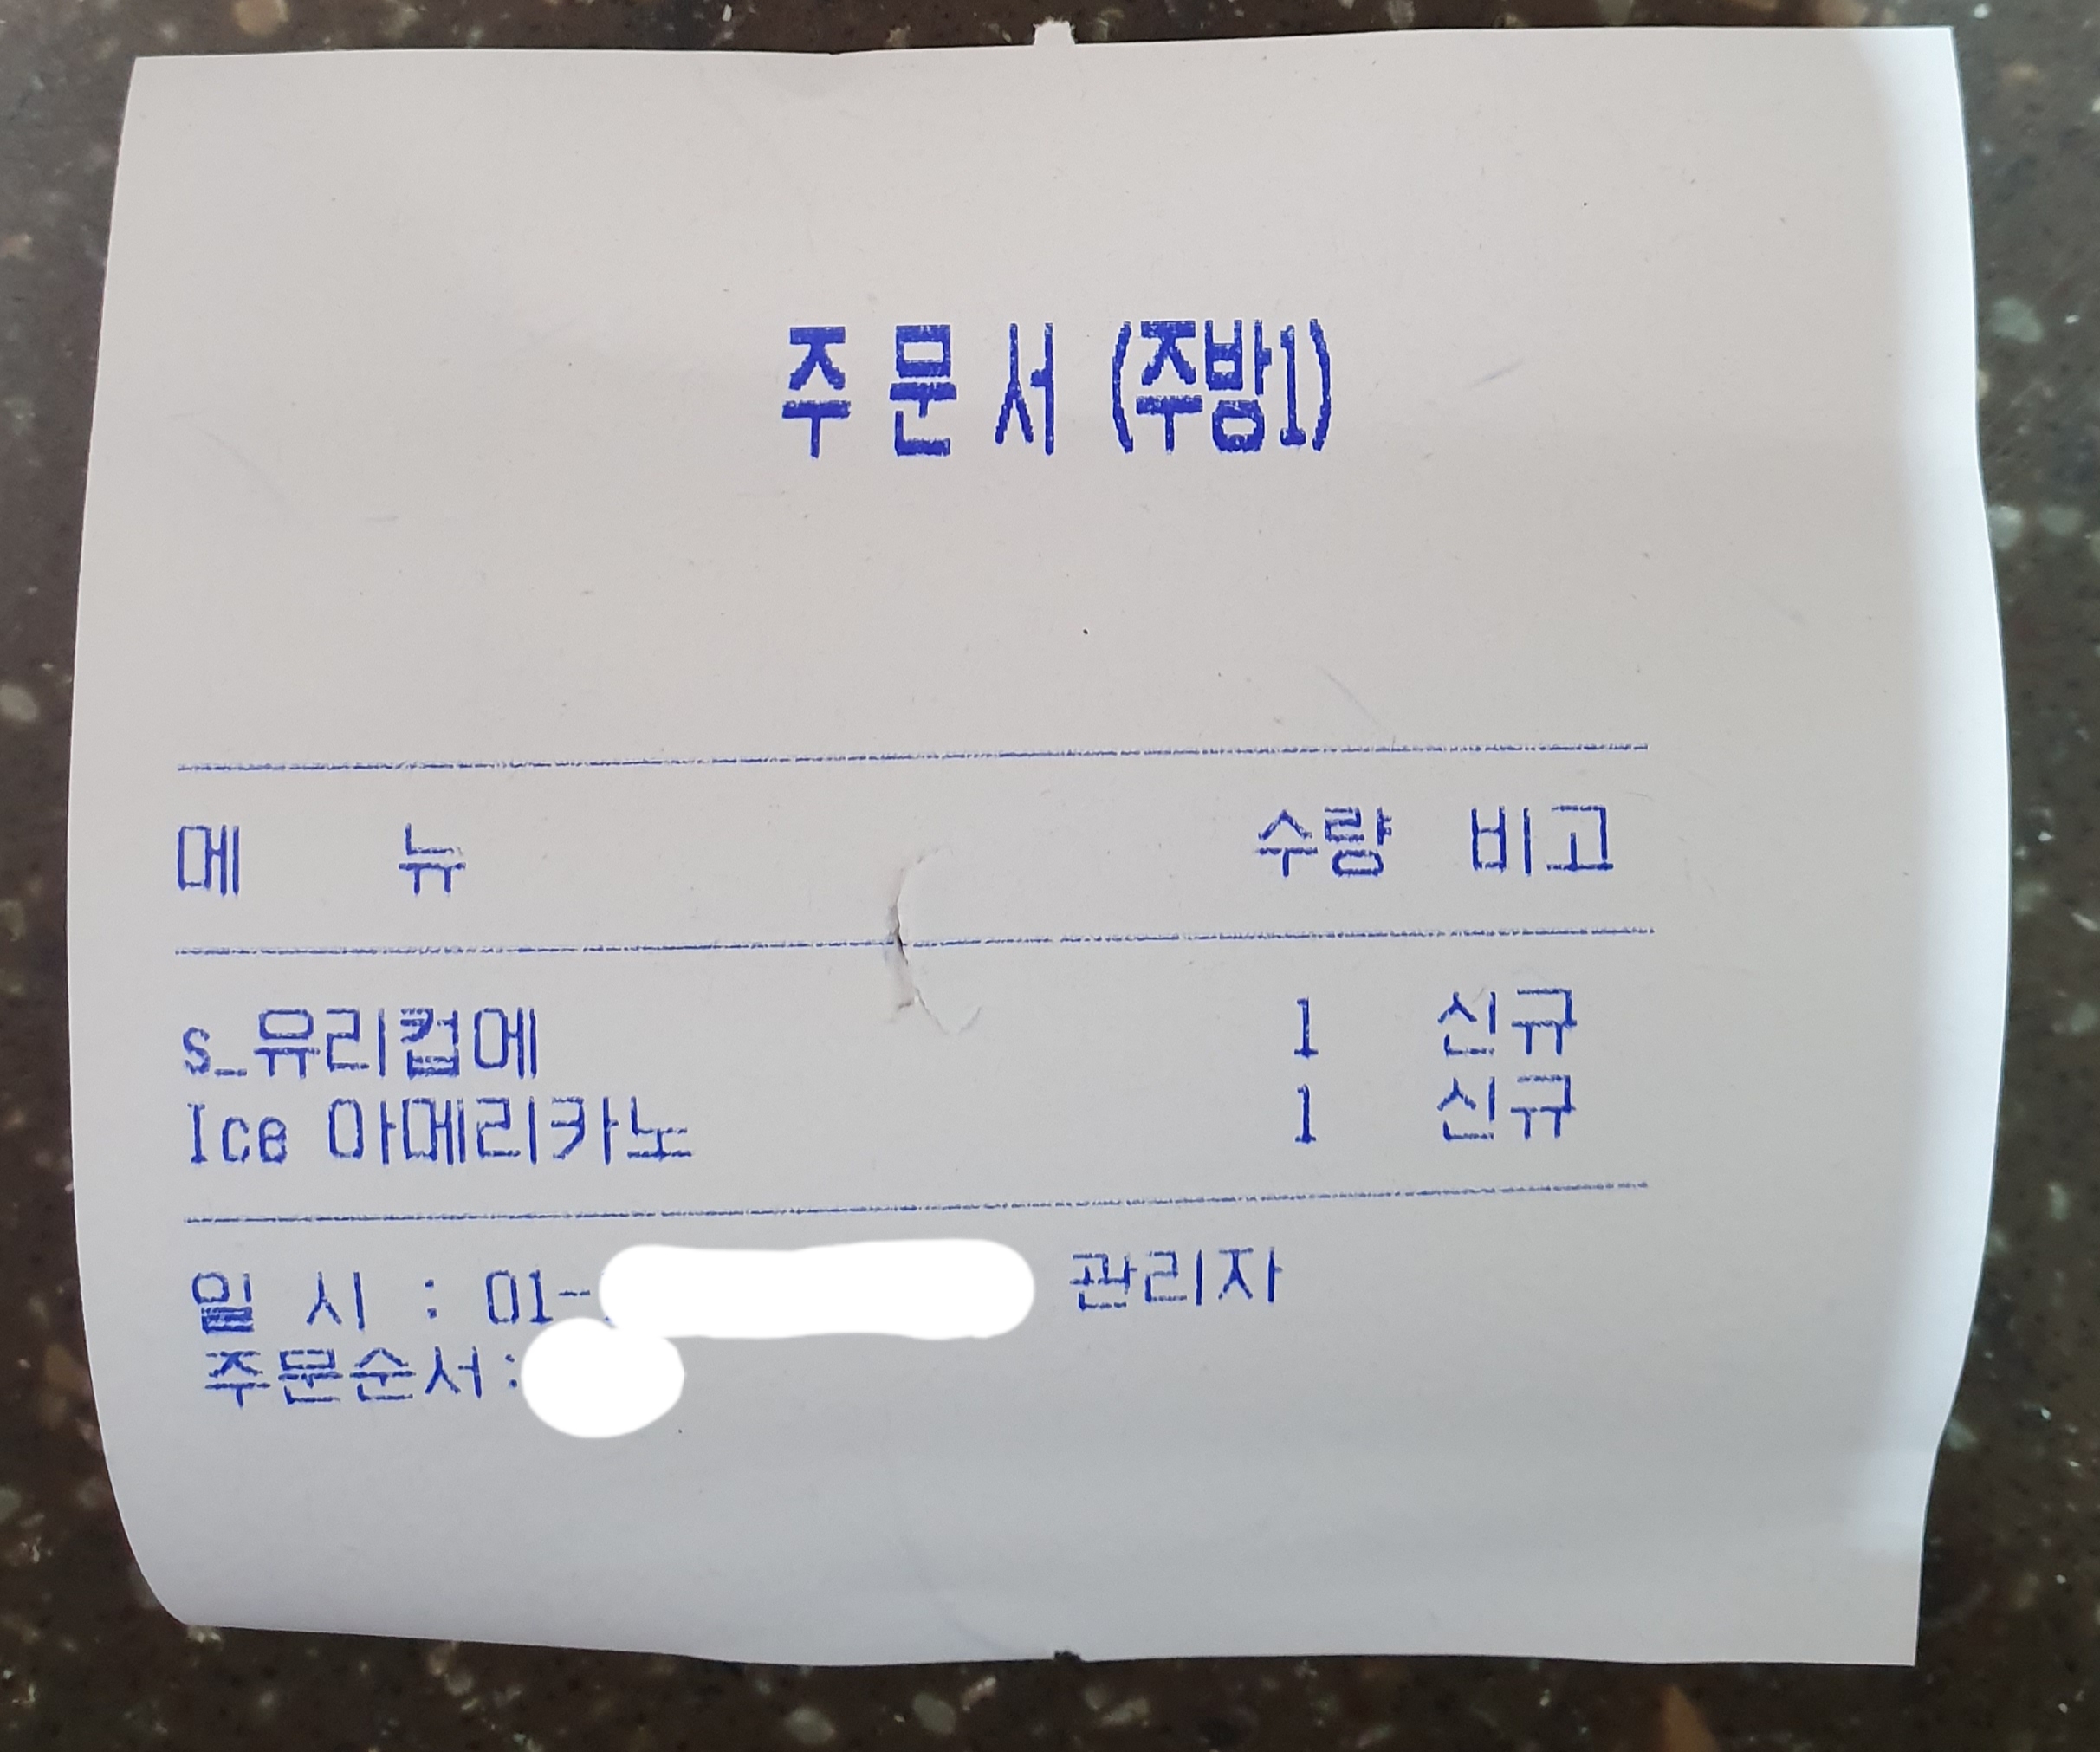 주 문 서 (주방1)
메 뉴 수량 비고
s_유리컵에 1 신규
Ice 아메리카노 1 신규
일 시 : 01- 관리자
주문순서: